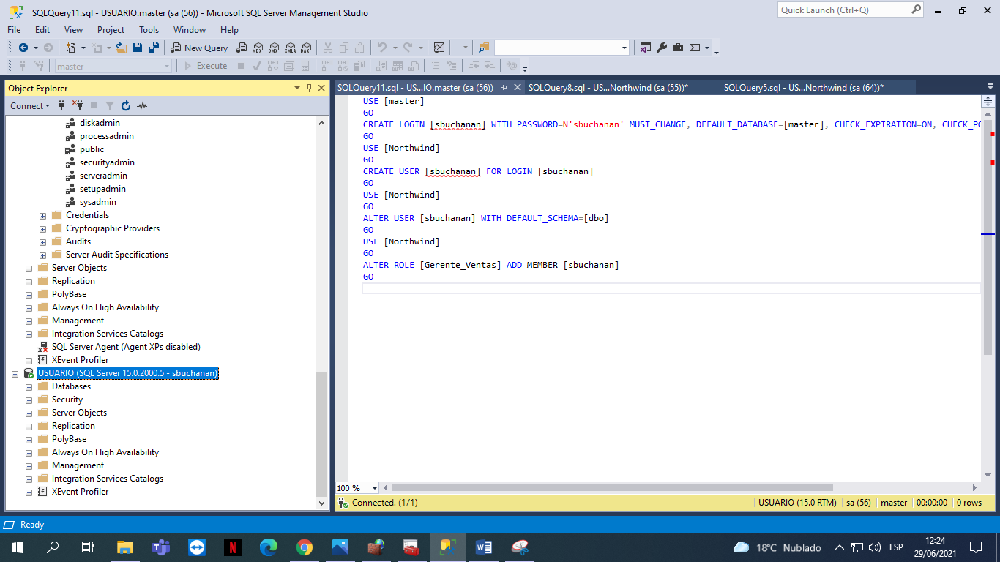 SQLQuery11.sql - USUARIO.master (sa (56)) - Microsoft SQL Server Management Studio
Quick Launch (Ctrl+Q)
File Edit View Project Tools Window Help
New Query
MDX DMX XMLA DAX
master
Execute
Object Explorer
Connect
diskadmin
processadmin
public
securityadmin
serveradmin
setupadmin
sysadmin
Credentials
Cryptographic Providers
Audits
Server Audit Specifications
Server Objects
Replication
PolyBase
Always On High Availability
Management
Integration Services Catalogs
SQL Server Agent (Agent XPs disabled)
XEvent Profiler
USUARIO (SQL Server 15.0.2000.5 - sbuchanan)
Databases
Security
Server Objects
Replication
PolyBase
Always On High Availability
Management
Integration Services Catalogs
XEvent Profiler
SQLQuery11.sql - US...IO.master (sa (56)) SQLQuery8.sql - US...Northwind (sa (55))* SQLQuery5.sql - US...Northwind (sa (64))*
USE [master]
GO
CREATE LOGIN [sbuchanan] WITH PASSWORD=N'sbuchanan' MUST_CHANGE, DEFAULT_DATABASE=[master], CHECK_EXPIRATION=ON, CHECK_PO
GO
USE [Northwind]
GO
CREATE USER [sbuchanan] FOR LOGIN [sbuchanan]
GO
USE [Northwind]
GO
ALTER USER [sbuchanan] WITH DEFAULT_SCHEMA=[dbo]
GO
USE [Northwind]
GO
ALTER ROLE [Gerente_Ventas] ADD MEMBER [sbuchanan]
GO
100 %
Connected. (1/1) USUARIO (15.0 RTM) sa (56) master 00:00:00 0 rows
Ready
18°C Nublado ESP
12:24
29/06/2021